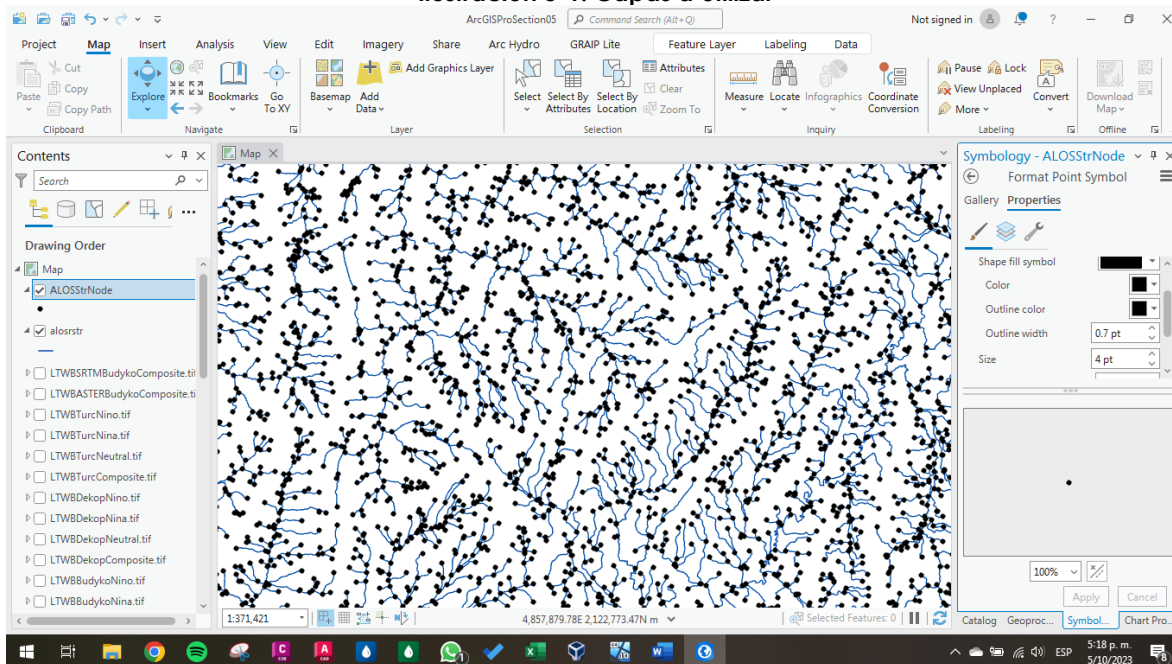 ArcGISProSection05
Command Search (Alt+Q)
Not signed in
?
Project
Map
Insert
Analysis
View
Edit
Imagery
Share
Arc Hydro
GRAIP Lite
Feature Layer
Labeling
Data
Paste
Cut
Copy
Copy Path
Clipboard
Explore
Bookmarks
Go
To XY
Navigate
Basemap
Add
Data
Add Graphics Layer
Layer
Select
Select By
Attributes
Select By
Location
Attributes
Clear
Zoom To
Selection
Measure
Locate
Infographics
Coordinate
Conversion
Inquiry
Pause
Lock
View Unplaced
More
Convert
Labeling
Download
Map
Offline
Contents
Search
Drawing Order
Map
ALOSStrNode
alosrstr
LTWBSRTMBudykoComposite.tif
LTWBASTERBudykoComposite.ti
LTWBTurcNino.tif
LTWBTurcNina.tif
LTWBTurcNeutral.tif
LTWBTurcComposite.tif
LTWBDekopNino.tif
LTWBDekopNina.tif
LTWBDekopNeutral.tif
LTWBDekopComposite.tif
LTWBBudykoNino.tif
LTWBBudykoNina.tif
Map
1:371,421
4,857,879.78E 2,122,773.47N m
Selected Features: 0
Symbology - ALOSStrNode
Format Point Symbol
Gallery
Properties
Shape fill symbol
Color
Outline color
Outline width
0.7 pt
Size
4 pt
100%
Apply
Cancel
Catalog
Geoproc...
Symbol...
Chart Pro...
ESP
5:18 p. m.
5/10/2023